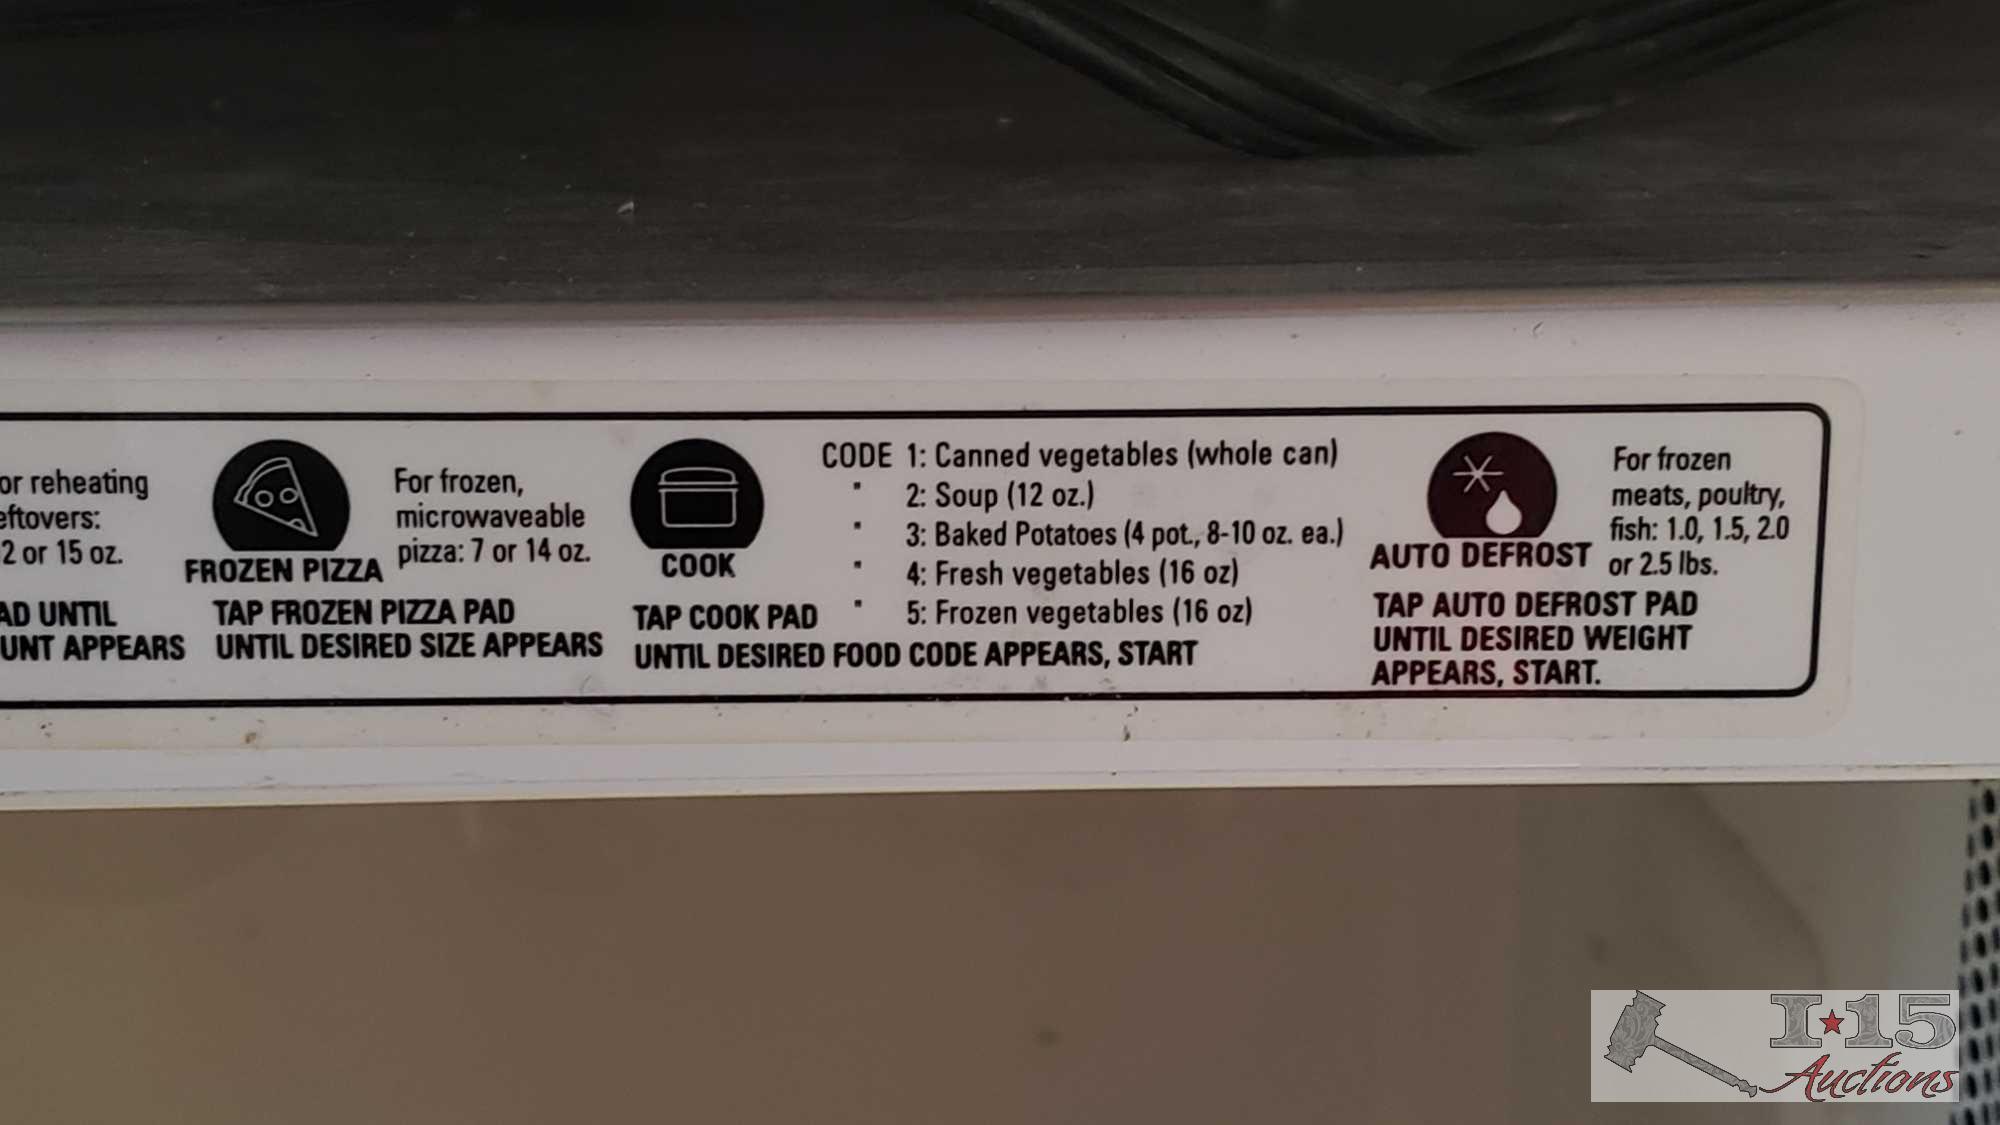 or reheating
eftovers:
2 or 15 oz.
AD UNTIL
UNT APPEARS
FROZEN PIZZA
For frozen,
microwaveable
pizza: 7 or 14 oz.
TAP FROZEN PIZZA PAD
UNTIL DESIRED SIZE APPEARS
COOK
CODE 1: Canned vegetables (whole can)
" 2: Soup (12 oz.)
" 3: Baked Potatoes (4 pot., 8-10 oz. ea.)
" 4: Fresh vegetables (16 oz)
" 5: Frozen vegetables (16 oz)
TAP COOK PAD
UNTIL DESIRED FOOD CODE APPEARS, START
AUTO DEFROST
For frozen
meats, poultry,
fish: 1.0, 1.5, 2.0
or 2.5 lbs.
TAP AUTO DEFROST PAD
UNTIL DESIRED WEIGHT
APPEARS, START.
I★15
Auctions